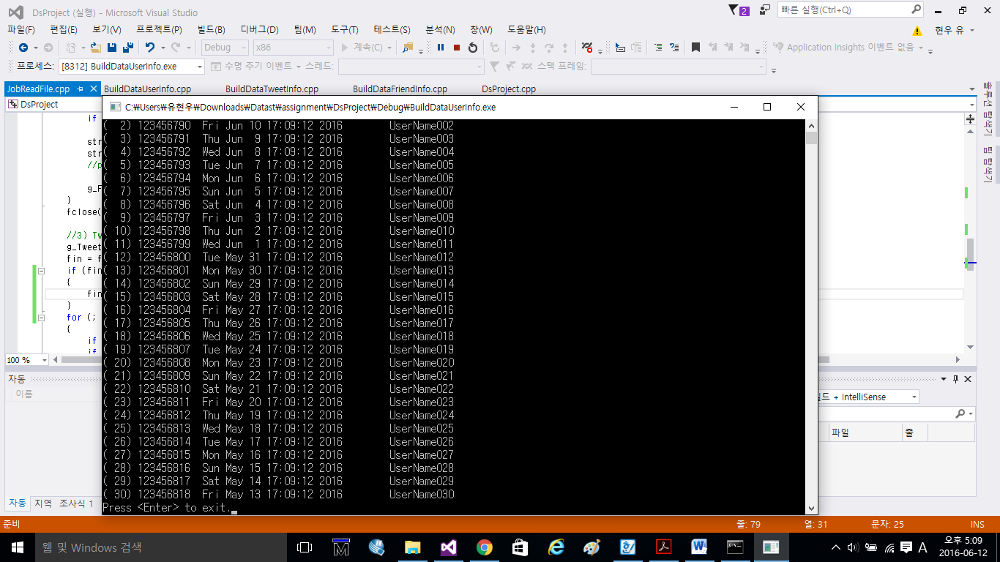 DsProject (실행) - Microsoft Visual Studio
2
빠른 실행(Ctrl+Q)
파일(F) 편집(E) 보기(V) 프로젝트(P) 빌드(B) 디버그(D) 팀(M) 도구(T) 테스트(S) 분석(N) 창(W) 도움말(H)
현우 유
Debug x86 계속(C) Application Insights 이벤트 없음
프로세스: [8312] BuildDataUserInfo.exe 수명 주기 이벤트 스레드: 스택 프레임:
JobReadFile.cpp BuildDataUserInfo.cpp BuildDataTweetInfo.cpp BuildDataFriendInfo.cpp DsProject.cpp
DsProject
C:₩Users₩유현우₩Downloads₩Datast₩assignment₩DsProject₩Debug₩BuildDataUserInfo.exe
솔루션 탐색기
팀 탐색기
if
str
str
//p
g_F
}
fclose(
//3) Tw
g_Tweet
fin = f
if (fin
{
fin
}
for (;
{
if
if
( 2) 123456790 Fri Jun 10 17:09:12 2016 UserName002
( 3) 123456791 Thu Jun 9 17:09:12 2016 UserName003
( 4) 123456792 Wed Jun 8 17:09:12 2016 UserName004
( 5) 123456793 Tue Jun 7 17:09:12 2016 UserName005
( 6) 123456794 Mon Jun 6 17:09:12 2016 UserName006
( 7) 123456795 Sun Jun 5 17:09:12 2016 UserName007
( 8) 123456796 Sat Jun 4 17:09:12 2016 UserName008
( 9) 123456797 Fri Jun 3 17:09:12 2016 UserName009
( 10) 123456798 Thu Jun 2 17:09:12 2016 UserName010
( 11) 123456799 Wed Jun 1 17:09:12 2016 UserName011
( 12) 123456800 Tue May 31 17:09:12 2016 UserName012
( 13) 123456801 Mon May 30 17:09:12 2016 UserName013
( 14) 123456802 Sun May 29 17:09:12 2016 UserName014
( 15) 123456803 Sat May 28 17:09:12 2016 UserName015
( 16) 123456804 Fri May 27 17:09:12 2016 UserName016
( 17) 123456805 Thu May 26 17:09:12 2016 UserName017
( 18) 123456806 Wed May 25 17:09:12 2016 UserName018
( 19) 123456807 Tue May 24 17:09:12 2016 UserName019
( 20) 123456808 Mon May 23 17:09:12 2016 UserName020
( 21) 123456809 Sun May 22 17:09:12 2016 UserName021
( 22) 123456810 Sat May 21 17:09:12 2016 UserName022
( 23) 123456811 Fri May 20 17:09:12 2016 UserName023
( 24) 123456812 Thu May 19 17:09:12 2016 UserName024
( 25) 123456813 Wed May 18 17:09:12 2016 UserName025
( 26) 123456814 Tue May 17 17:09:12 2016 UserName026
( 27) 123456815 Mon May 16 17:09:12 2016 UserName027
( 28) 123456816 Sun May 15 17:09:12 2016 UserName028
( 29) 123456817 Sat May 14 17:09:12 2016 UserName029
( 30) 123456818 Fri May 13 17:09:12 2016 UserName030
Press <Enter> to exit.
100 %
자동
이름
+ IntelliSense
파일 줄
자동 지역 조사식 1
준비 줄: 79 열: 31 문자: 25 INS
웹 및 Windows 검색
A
오후 5:09
2016-06-12